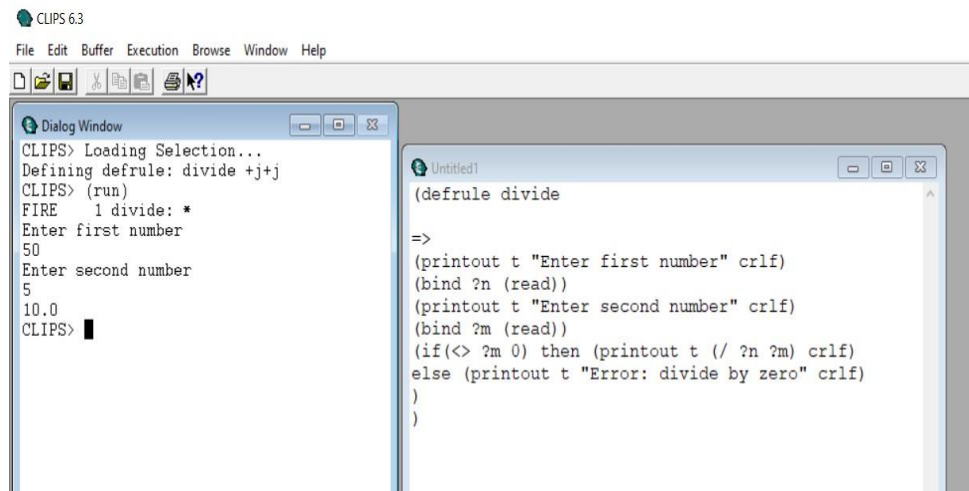 CLIPS 6.3
File Edit Buffer Execution Browse Window Help
Dialog Window
CLIPS> Loading Selection...
Defining defrule: divide +j+j
CLIPS> (run)
FIRE    1 divide: *
Enter first number
50
Enter second number
5
10.0
CLIPS>
Untitled1
(defrule divide
=>
(printout t "Enter first number" crlf)
(bind ?n (read))
(printout t "Enter second number" crlf)
(bind ?m (read))
(if(<> ?m 0) then (printout t (/ ?n ?m) crlf)
else (printout t "Error: divide by zero" crlf)
)
)